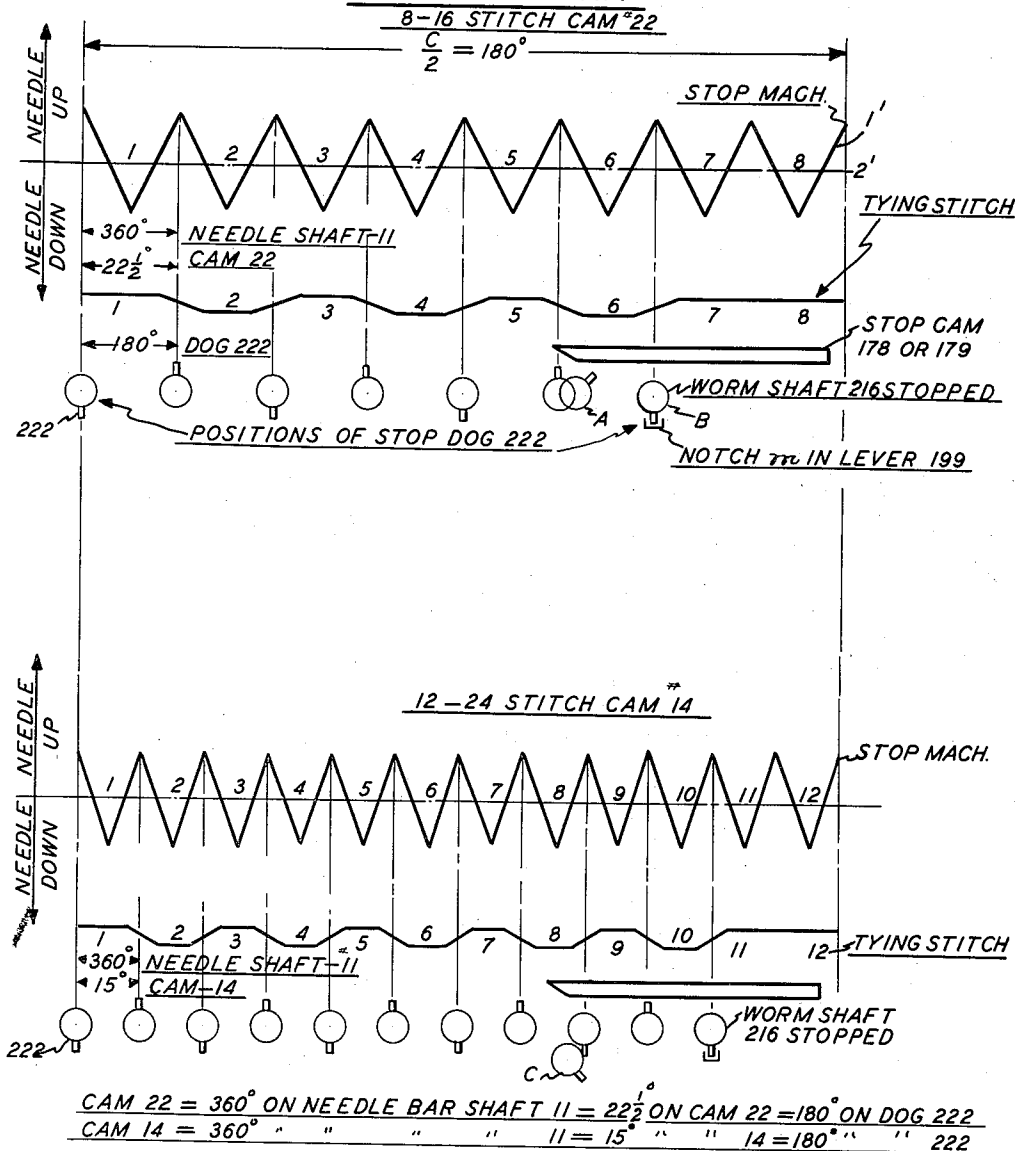 8-16 STITCH CAM #22
C/2 = 180°
NEEDLE UP
NEEDLE DOWN
STOP MACH.
1'
2'
1 2 3 4 5 6 7 8
TYING STITCH
360° NEEDLE SHAFT-11
22 1/2° CAM 22
1 2 3 4 5 6 7 8
STOP CAM
178 OR 179
180° DOG 222
WORM SHAFT 216 STOPPED
A
B
222
POSITIONS OF STOP DOG 222
NOTCH m IN LEVER 199
12-24 STITCH CAM #14
NEEDLE UP
NEEDLE DOWN
STOP MACH.
1 2 3 4 5 6 7 8 9 10 11 12
1 2 3 4 5 6 7 8 9 10 11 12
TYING STITCH
360° NEEDLE SHAFT-#11
15° CAM-14
WORM SHAFT
216 STOPPED
222
C
CAM 22 = 360° ON NEEDLE BAR SHAFT 11 = 22 1/2° ON CAM 22 = 180° ON DOG 222
CAM 14 = 360° " " " " 11 = 15° " " 14 = 180° " " 222